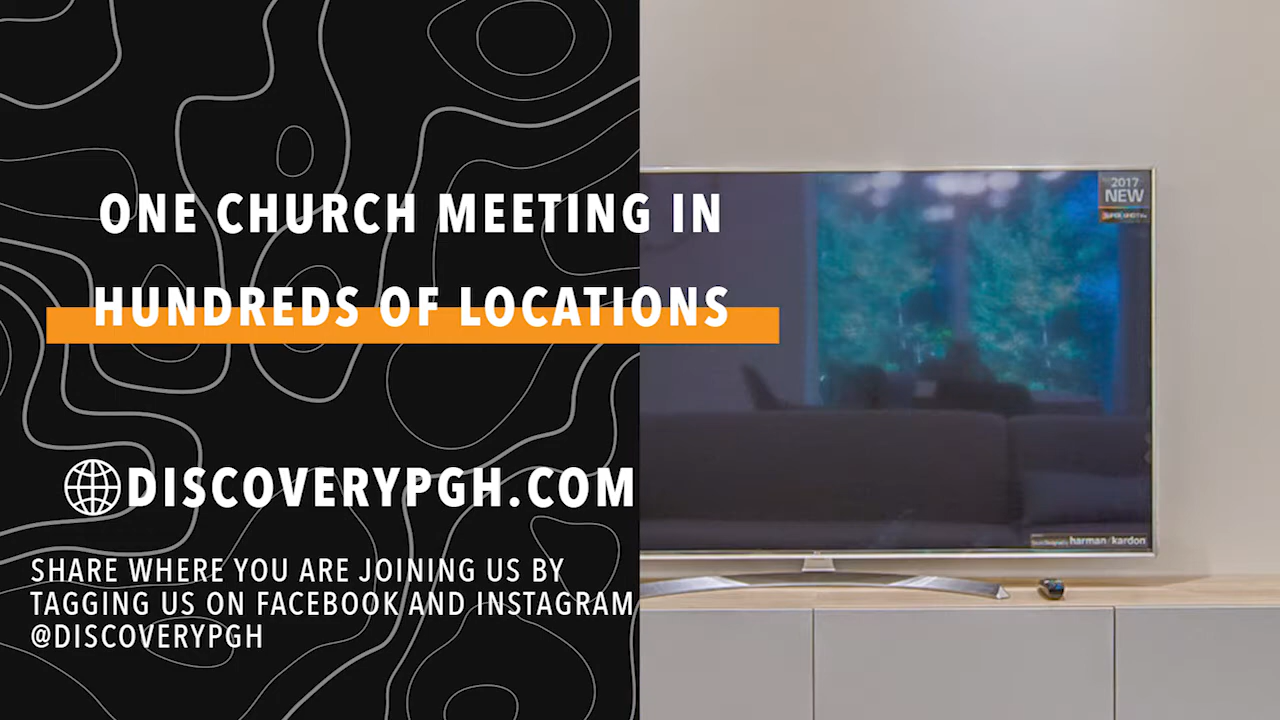 ONE CHURCH MEETING IN
HUNDREDS OF LOCATIONS
DISCOVERYPGH.COM
SHARE WHERE YOU ARE JOINING US BY
TAGGING US ON FACEBOOK AND INSTAGRAM
@DISCOVERYPGH
2017
NEW
harman/kardon